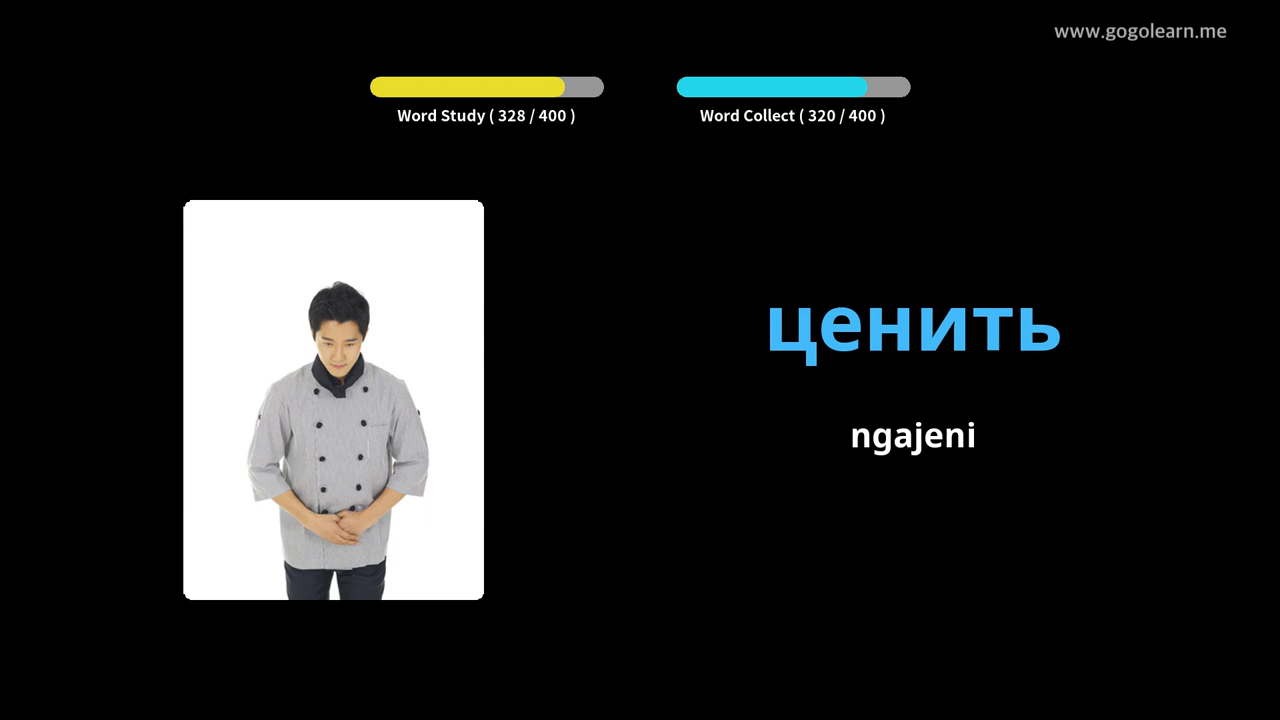 www.gogolearn.me
Word Study ( 328 / 400 )
Word Collect ( 320 / 400 )
ценить
ngajeni